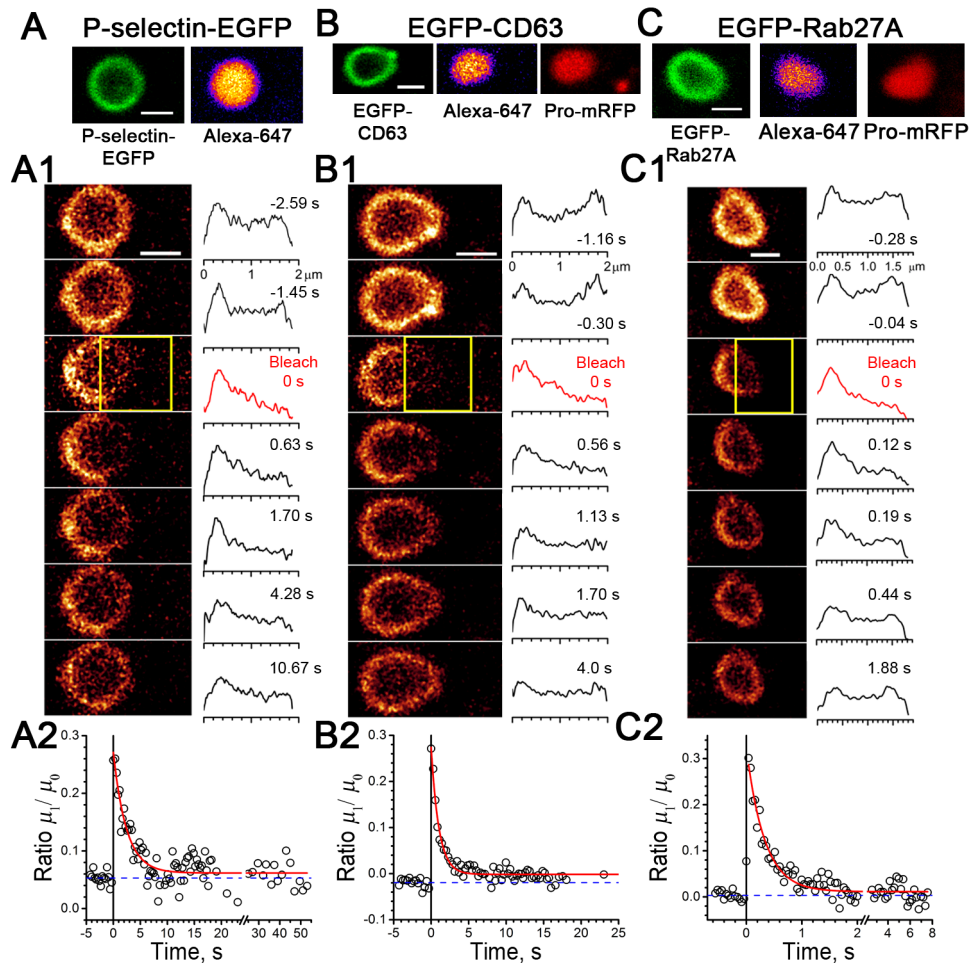 A
P-selectin-EGFP
B
EGFP-CD63
C
EGFP-Rab27A
P-selectin-
EGFP
Alexa-647
EGFP-
CD63
Alexa-647
Pro-mRFP
EGFP-
Rab27A
Alexa-647
Pro-mRFP
A1
-2.59 s
0 1 2 μm
-1.45 s
Bleach
0 s
0.63 s
1.70 s
4.28 s
10.67 s
B1
-1.16 s
0 1 2 μm
-0.30 s
Bleach
0 s
0.56 s
1.13 s
1.70 s
4.0 s
C1
-0.28 s
0.0 0.5 1.5 μm
-0.04 s
Bleach
0 s
0.12 s
0.19 s
0.44 s
1.88 s
A2
Ratio μ1/ μ0
0.3
0.2
0.1
0.0
-5 0 5 10 15 20 30 40 50
Time, s
B2
Ratio μ1/ μ0
0.3
0.2
0.1
0.0
-0.1
-5 0 5 10 15 20 25
Time, s
C2
Ratio μ1/ μ0
0.3
0.2
0.1
0.0
0 1 2 4 6 8
Time, s